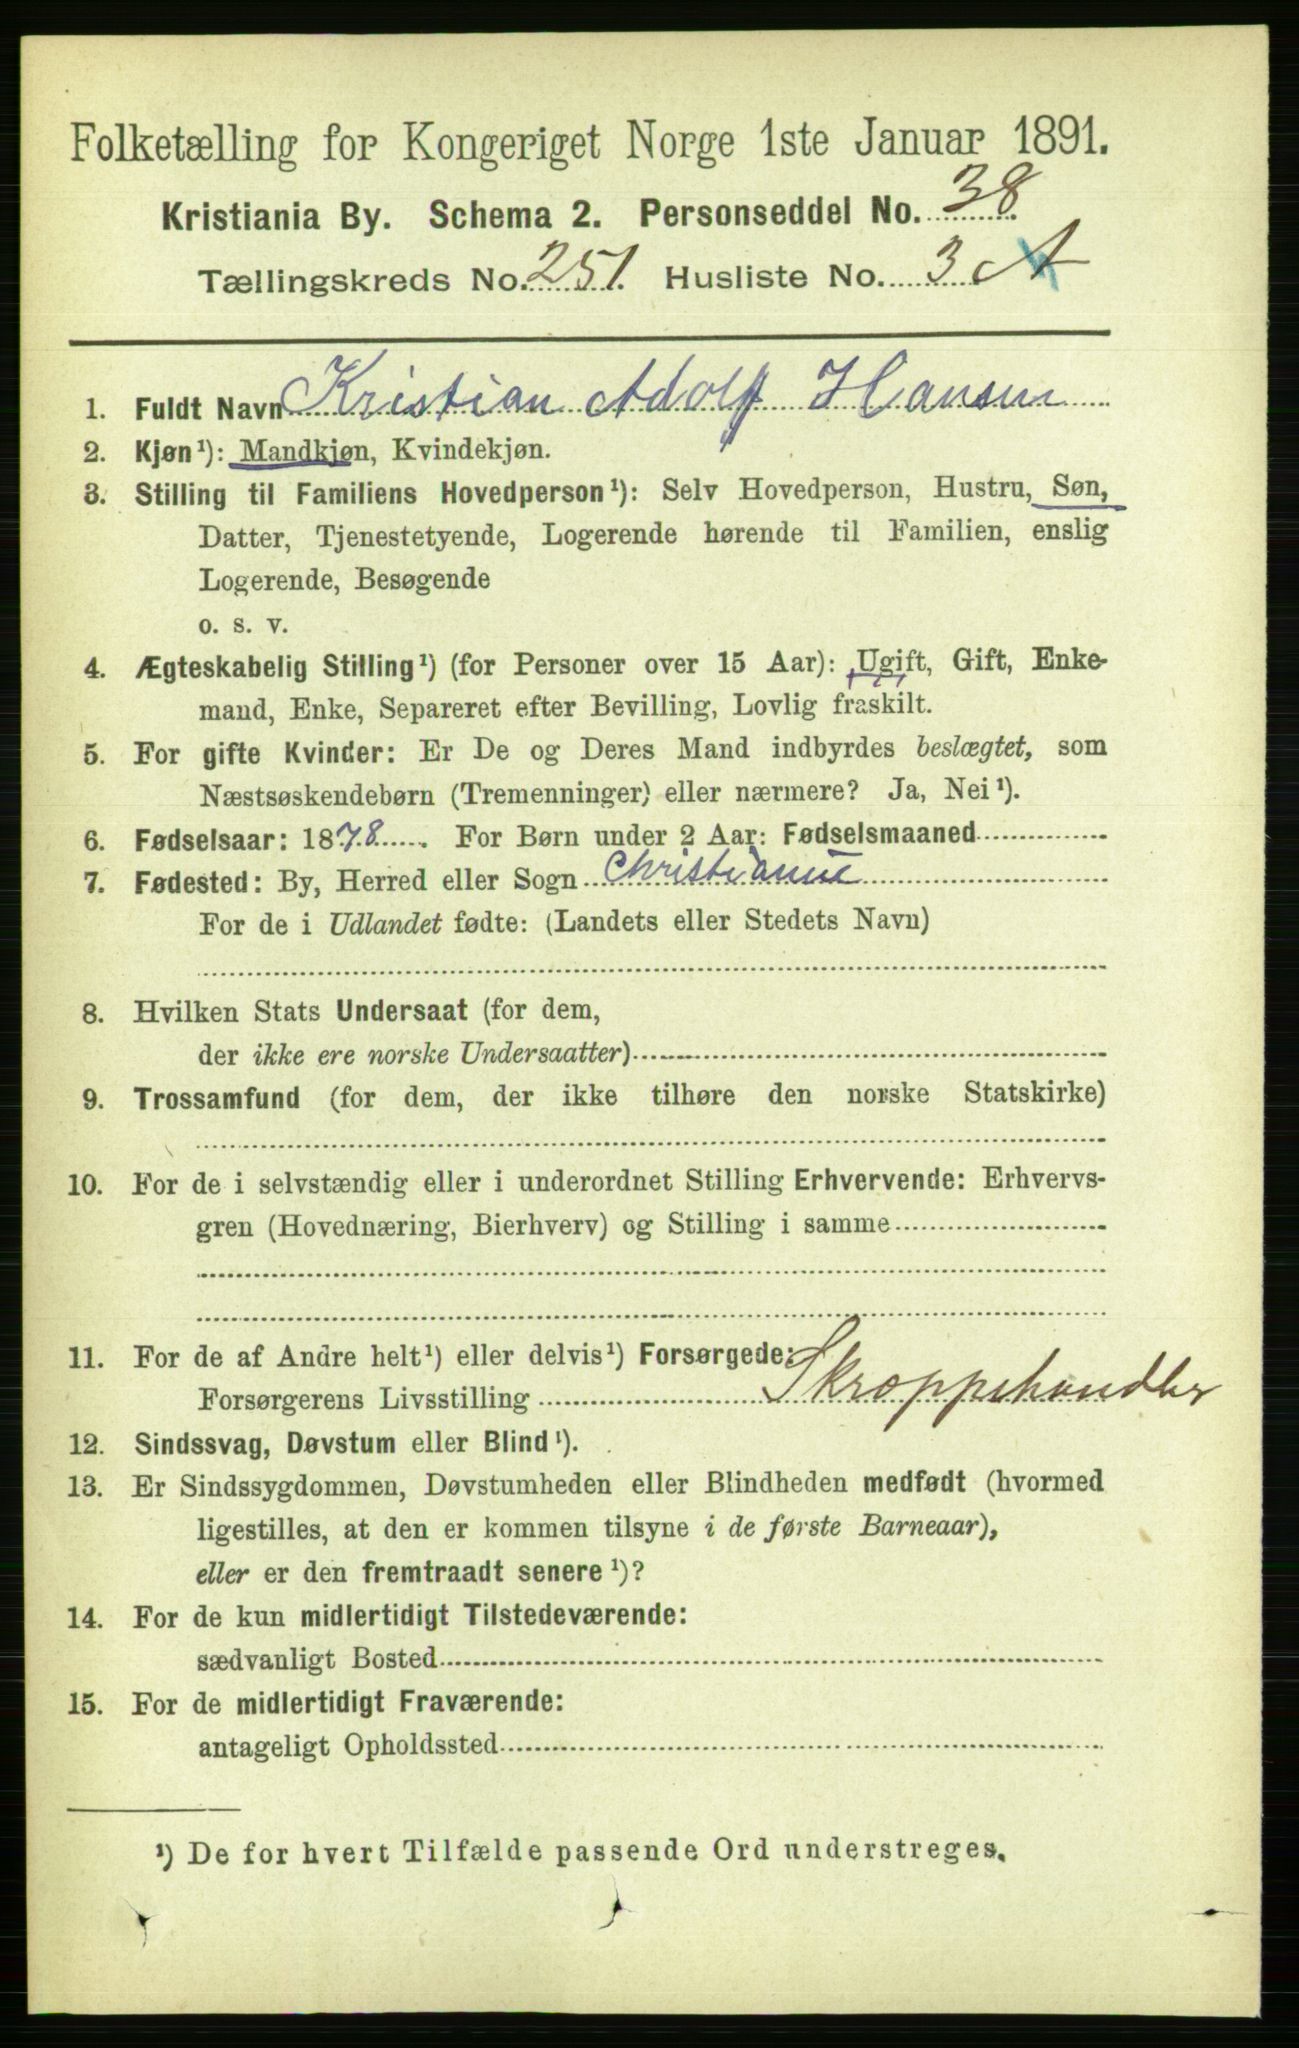 Folketælling for Kongeriget Norge 1ste Januar 1891.
Kristiania By. Schema 2. Personseddel No. 38
Tællingskreds No. 251. Husliste No. 3 A
1. Fuldt Navn Kristian Adolf Hansen
2. Kjøn¹): Mandkjøn, Kvindekjøn.
3. Stilling til Familiens Hovedperson¹): Selv Hovedperson, Hustru, Søn,
Datter, Tjenestetyende, Logerende hørende til Familien, enslig
Logerende, Besøgende
o. s. v.
4. Ægteskabelig Stilling¹) (for Personer over 15 Aar): Ugift, Gift, Enke-
mand, Enke, Separeret efter Bevilling, Lovlig fraskilt.
5. For gifte Kvinder: Er De og Deres Mand indbyrdes beslægtet, som
Næstsøskendebørn (Tremenninger) eller nærmere? Ja, Nei¹).
6. Fødselsaar: 1878. For Børn under 2 Aar: Fødselsmaaned
7. Fødested: By, Herred eller Sogn
For de i Udlandet fødte: (Landets eller Stedets Navn)
8. Hvilken Stats Undersaat (for dem,
der ikke ere norske Undersaatter)
9. Trossamfund (for dem, der ikke tilhøre den norske Statskirke)
10. For de i selvstændig eller i underordnet Stilling Erhvervende: Erhvervs-
gren (Hovednæring, Bierhverv) og Stilling i samme
11. For de af Andre helt¹) eller delvis¹) Forsørgede:
Forsørgerens Livsstilling Skroppehandler
12. Sindssvag, Døvstum eller Blind¹).
13. Er Sindssygdommen, Døvstumheden eller Blindheden medfødt (hvormed
ligestilles, at den er kommen tilsyne i de første Barneaar),
eller er den fremtraadt senere¹)?
14. For de kun midlertidigt Tilstedeværende:
sædvanligt Bosted
15. For de midlertidigt Fraværende:
antageligt Opholdssted
¹) De for hvert Tilfælde passende Ord understreges.